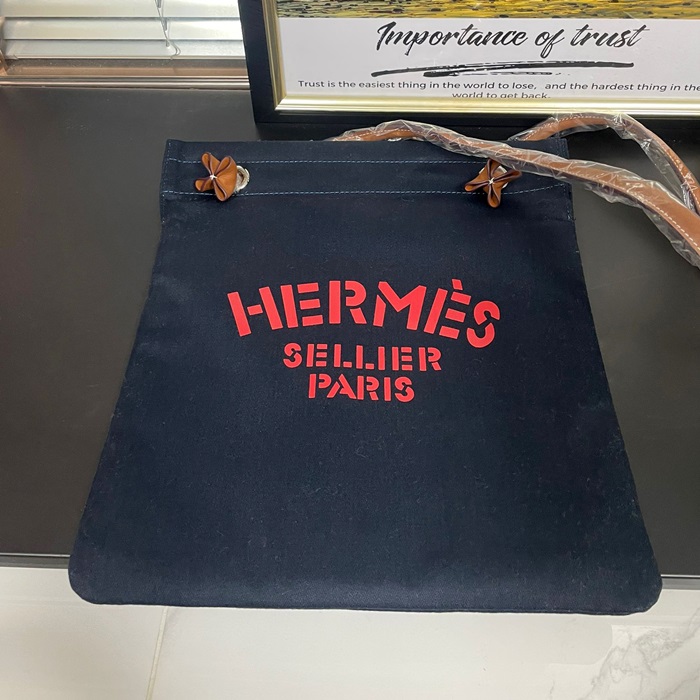 Importance of trust
Trust is the easiest thing in the world to lose, and the hardest thing in the
world to get back.
HERMÈS
SELLIER
PARIS